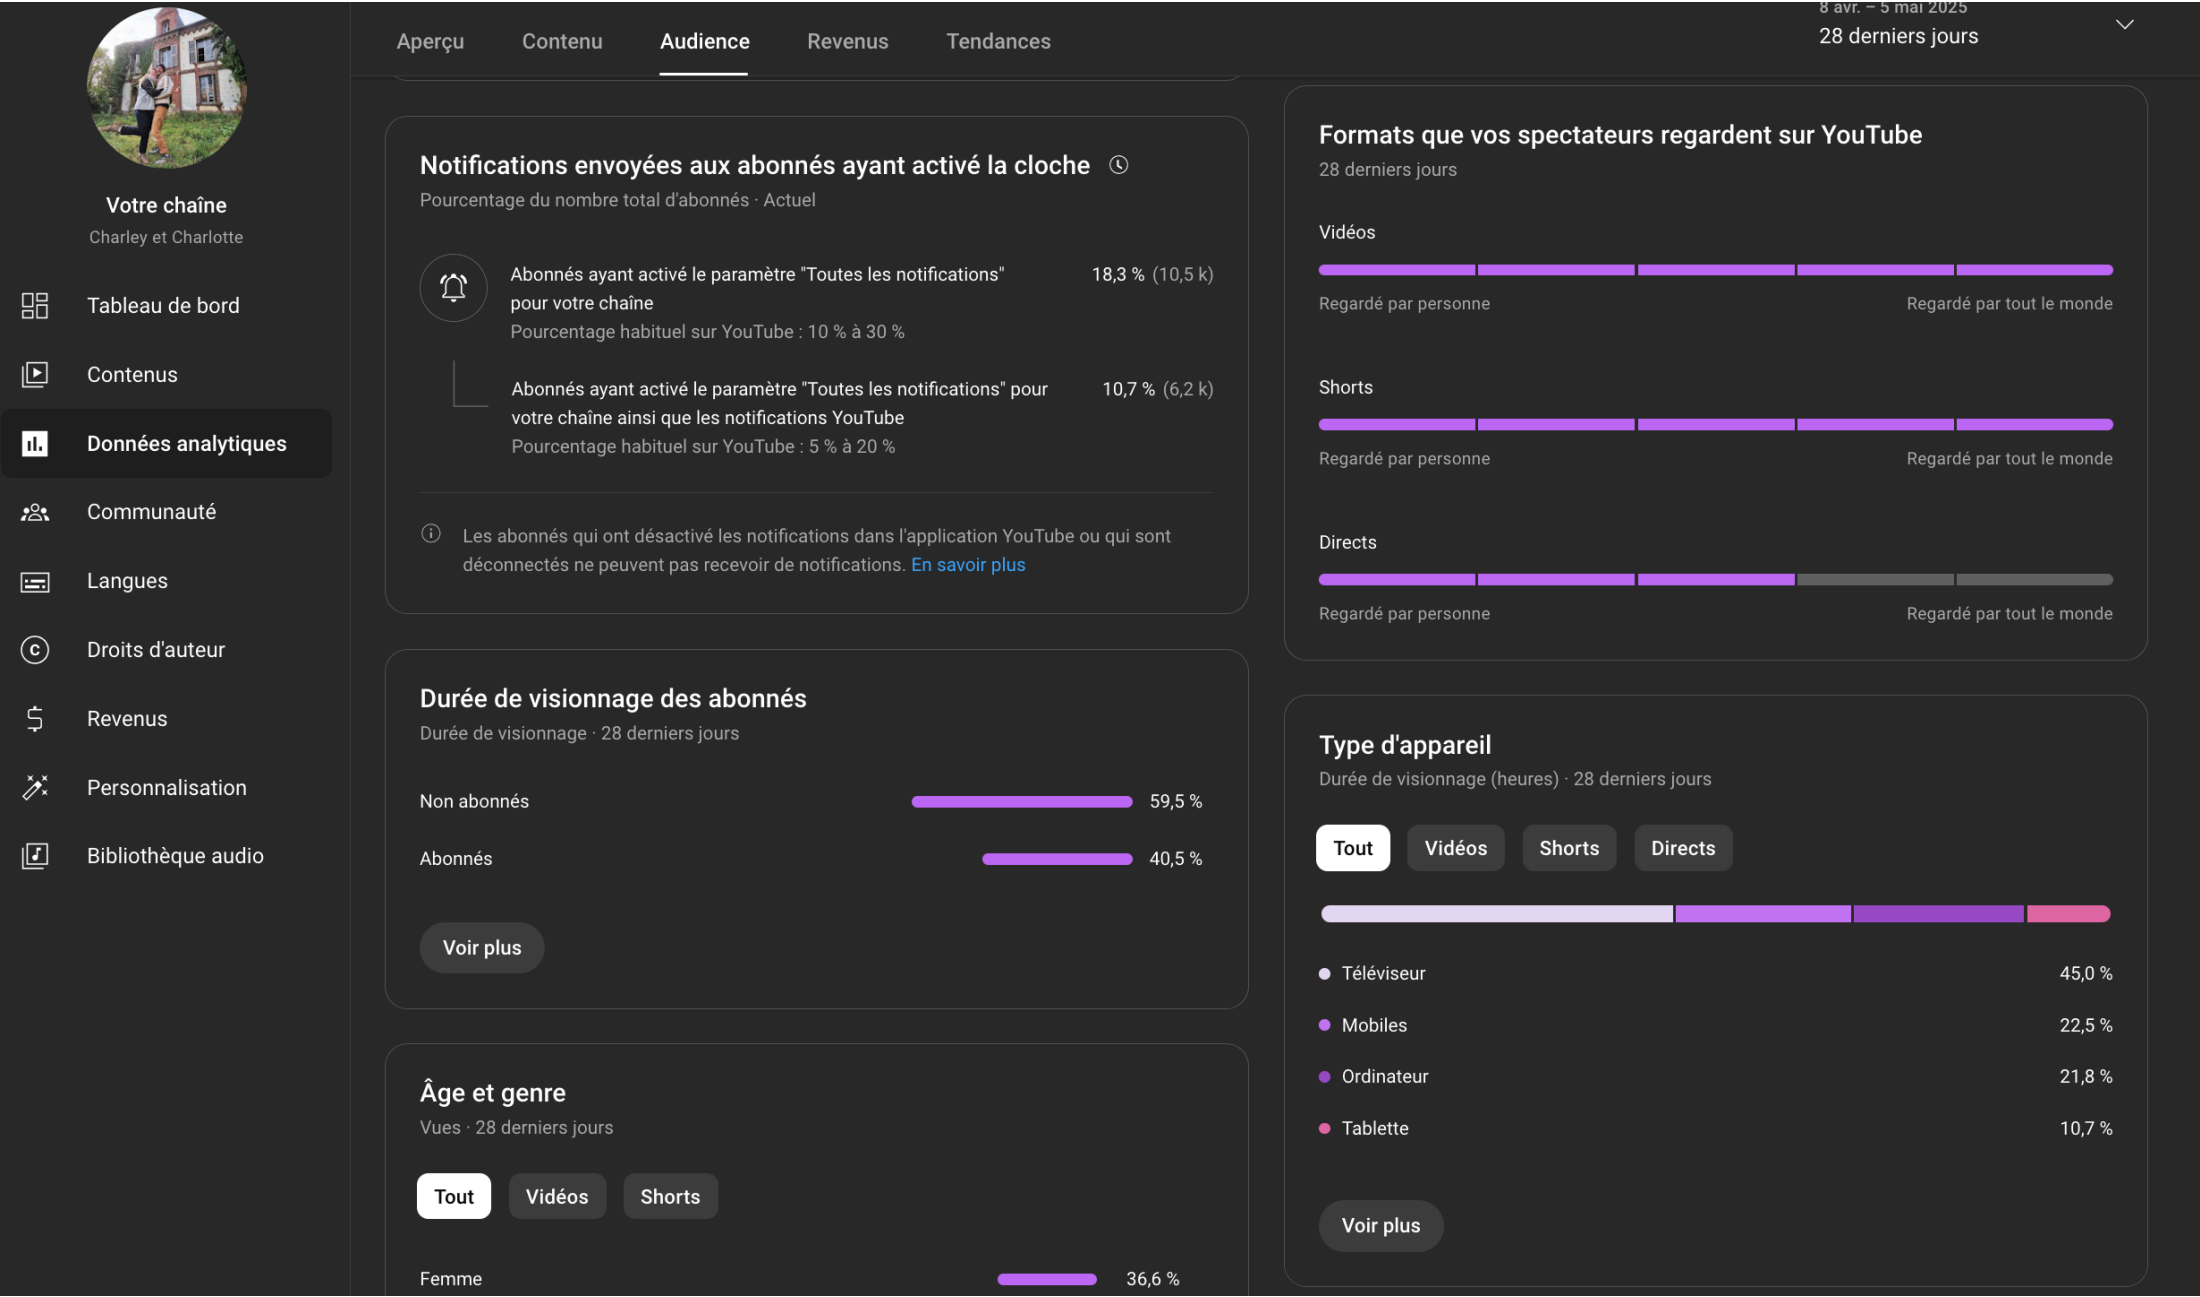 Votre chaîne
Charley et Charlotte
Tableau de bord
Contenus
Données analytiques
Communauté
Langues
Droits d'auteur
Revenus
Personnalisation
Bibliothèque audio
Aperçu
Contenu
Audience
Revenus
Tendances
8 avr. – 5 mai 2025
28 derniers jours
Notifications envoyées aux abonnés ayant activé la cloche
Pourcentage du nombre total d'abonnés · Actuel
Abonnés ayant activé le paramètre "Toutes les notifications" 18,3 % (10,5 k)
pour votre chaîne
Pourcentage habituel sur YouTube : 10 % à 30 %
Abonnés ayant activé le paramètre "Toutes les notifications" pour 10,7 % (6,2 k)
votre chaîne ainsi que les notifications YouTube
Pourcentage habituel sur YouTube : 5 % à 20 %
Les abonnés qui ont désactivé les notifications dans l'application YouTube ou qui sont
déconnectés ne peuvent pas recevoir de notifications. En savoir plus
Durée de visionnage des abonnés
Durée de visionnage · 28 derniers jours
Non abonnés 59,5 %
Abonnés 40,5 %
Voir plus
Âge et genre
Vues · 28 derniers jours
Tout Vidéos Shorts
Femme 36,6 %
Formats que vos spectateurs regardent sur YouTube
28 derniers jours
Vidéos
Regardé par personne Regardé par tout le monde
Shorts
Regardé par personne Regardé par tout le monde
Directs
Regardé par personne Regardé par tout le monde
Type d'appareil
Durée de visionnage (heures) · 28 derniers jours
Tout Vidéos Shorts Directs
Téléviseur 45,0 %
Mobiles 22,5 %
Ordinateur 21,8 %
Tablette 10,7 %
Voir plus